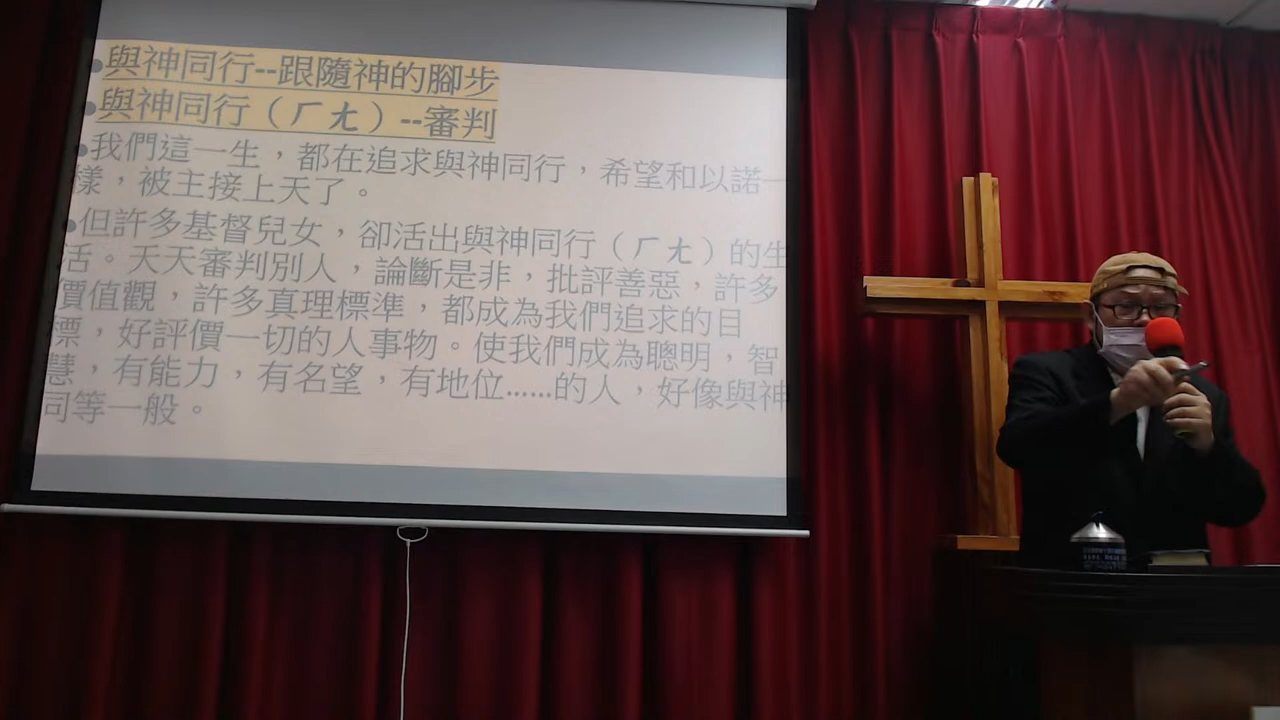 •與神同行--跟隨神的腳步
•與神同行（ㄏㄤ）--審判
•我們這一生，都在追求與神同行，希望和以諾一
樣，被主接上天了。
•但許多基督兒女，卻活出與神同行（ㄏㄤ）的生
活。天天審判別人，論斷是非，批評善惡，許多
價值觀，許多真理標準，都成為我們追求的目
標，好評價一切的人事物。使我們成為聰明，智
慧，有能力，有名望，有地位……的人，好像與神
同等一般。